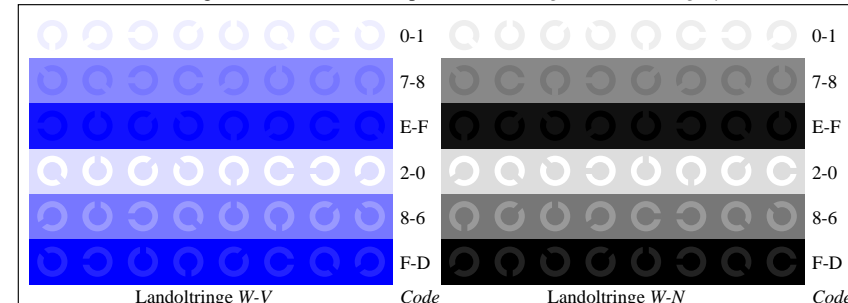 0-1 0-1
7-8 7-8
E-F E-F
2-0 2-0
8-6 8-6
F-D F-D
Landoltringe W-V Code Landoltringe W-N Code